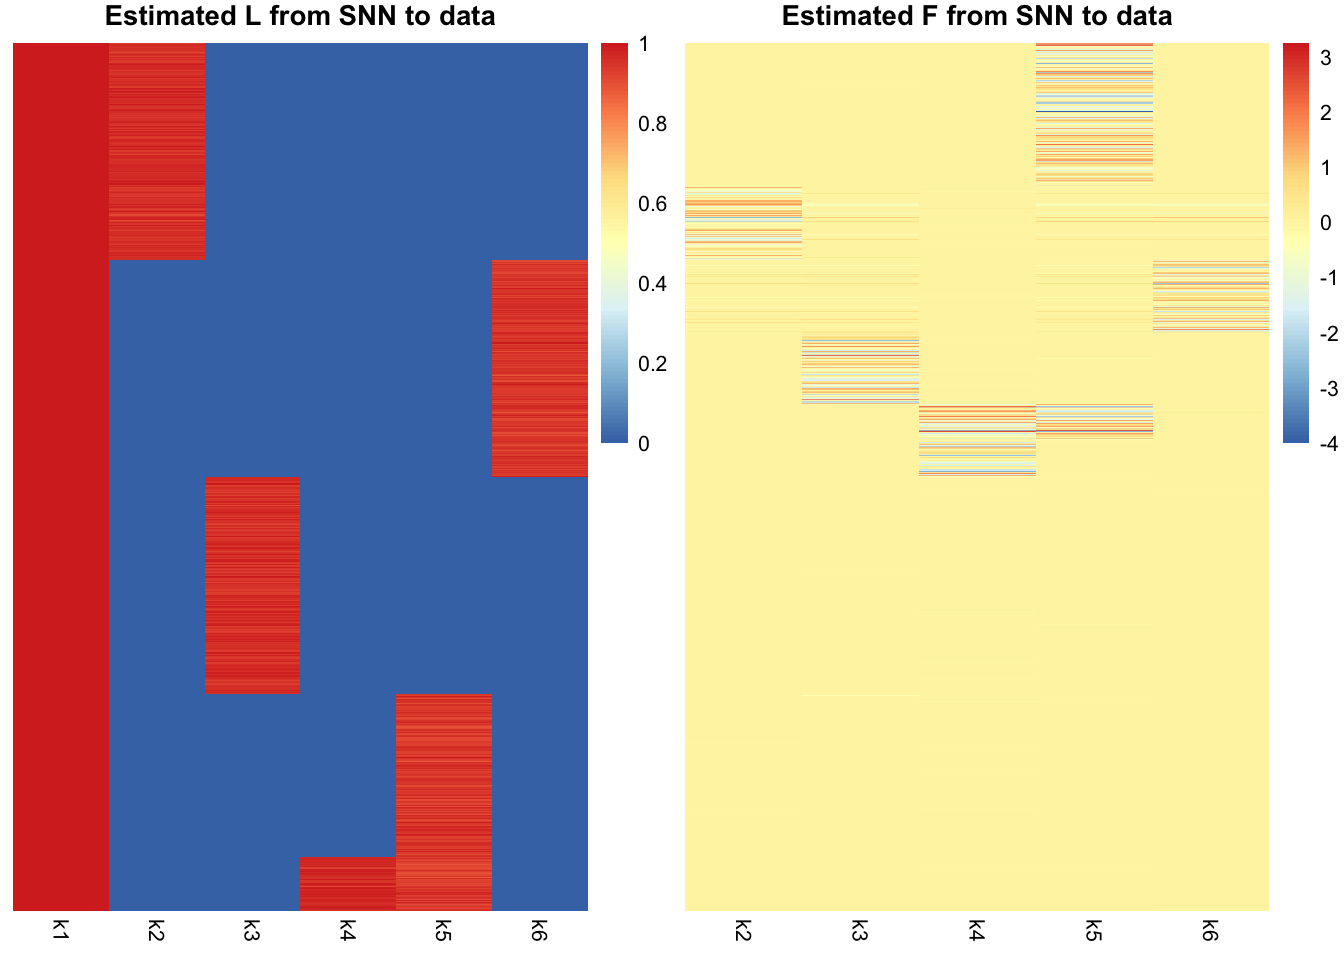 Estimated L from SNN to data
Estimated F from SNN to data
1
0.8
0.6
0.4
0.2
0
3
2
1
0
-1
-2
-3
-4
k1
k2
k3
k4
k5
k6
k2
k3
k4
k5
k6